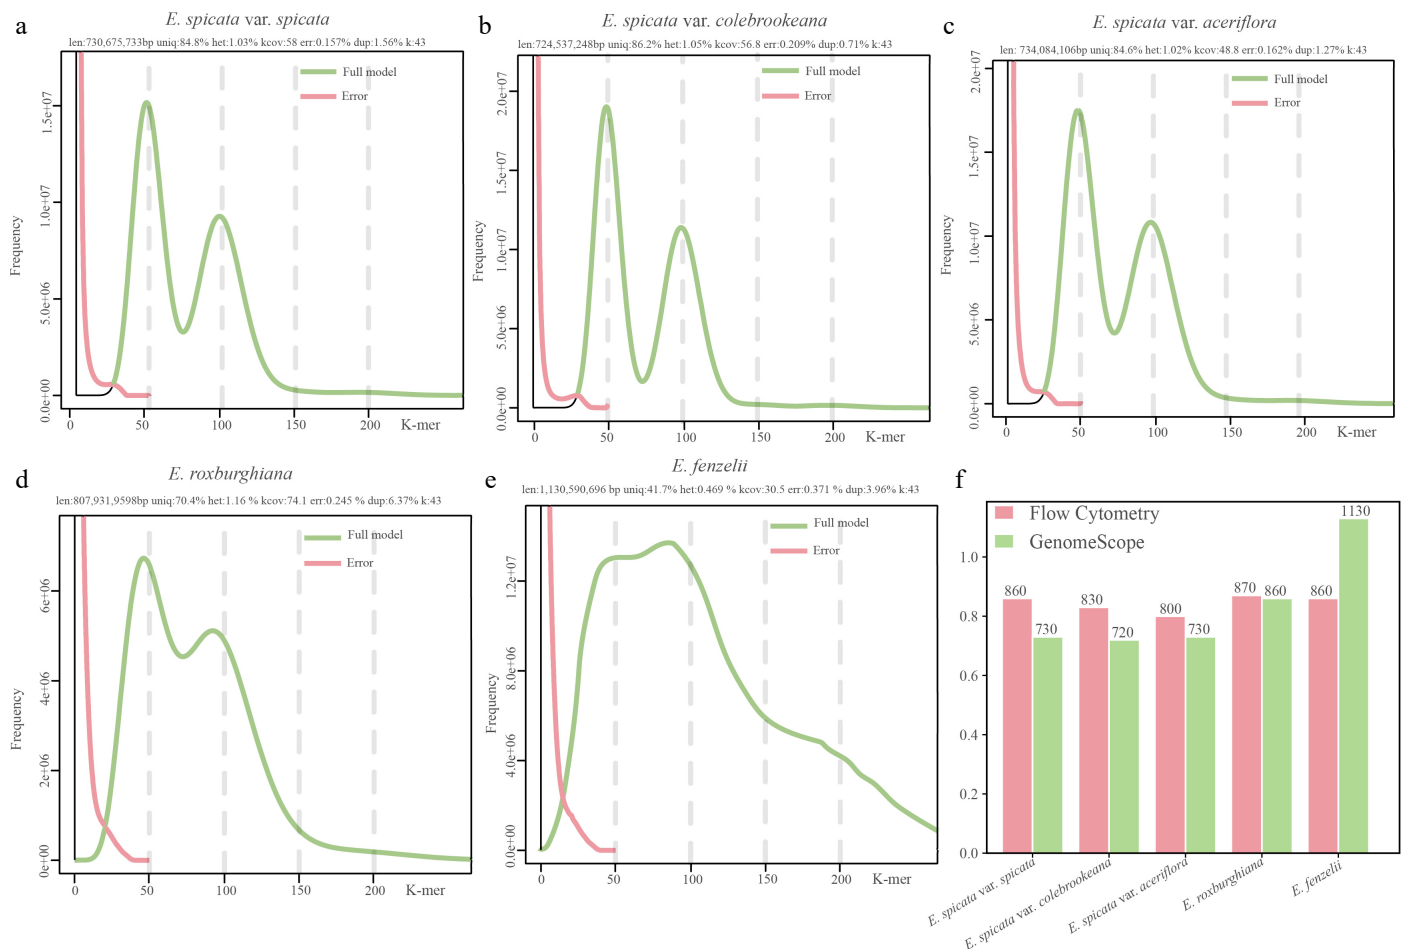 a
E. spicata var. spicata
len:730,675,733bp uniq:84.8% het:1.03% kcov:58 err:0.157% dup:1.56% k:43
Full model
Error
Frequency
0.0e+00
5.0e+06
1.0e+07
1.5e+07
0
50
100
150
200
K-mer
b
E. spicata var. colebrookeana
len:724,537,248bp uniq:86.2% het:1.05% kcov:56.8 err:0.209% dup:0.71% k:43
Full model
Error
Frequency
0.0e+00
5.0e+06
1.0e+07
1.5e+07
2.0e+07
0
50
100
150
200
K-mer
c
E. spicata var. aceriflora
len: 734,084,106bp uniq:84.6% het:1.02% kcov:48.8 err:0.162% dup:1.27% k:43
Full model
Error
Frequency
0.0e+00
5.0e+06
1.0e+07
1.5e+07
2.0e+07
0
50
100
150
200
K-mer
d
E. roxburghiana
len:807,931,9598bp uniq:70.4% het:1.16 % kcov:74.1 err:0.245 % dup:6.37% k:43
Full model
Error
Frequency
0e+00
2e+06
4e+06
6e+06
0
50
100
150
200
K-mer
e
E. fenzelii
len:1,130,590,696 bp uniq:41.7% het:0.469 % kcov:30.5 err:0.371 % dup:3.96% k:43
Full model
Error
Frequency
0.0e+00
4.0e+06
8.0e+06
1.2e+07
0
50
100
150
200
K-mer
f
Flow Cytometry
GenomeScope
0.0
0.2
0.4
0.6
0.8
1.0
860
730
830
720
800
730
870
860
860
1130
E. spicata var. spicata
E. spicata var. colebrookeana
E. spicata var. aceriflora
E. roxburghiana
E. fenzelii